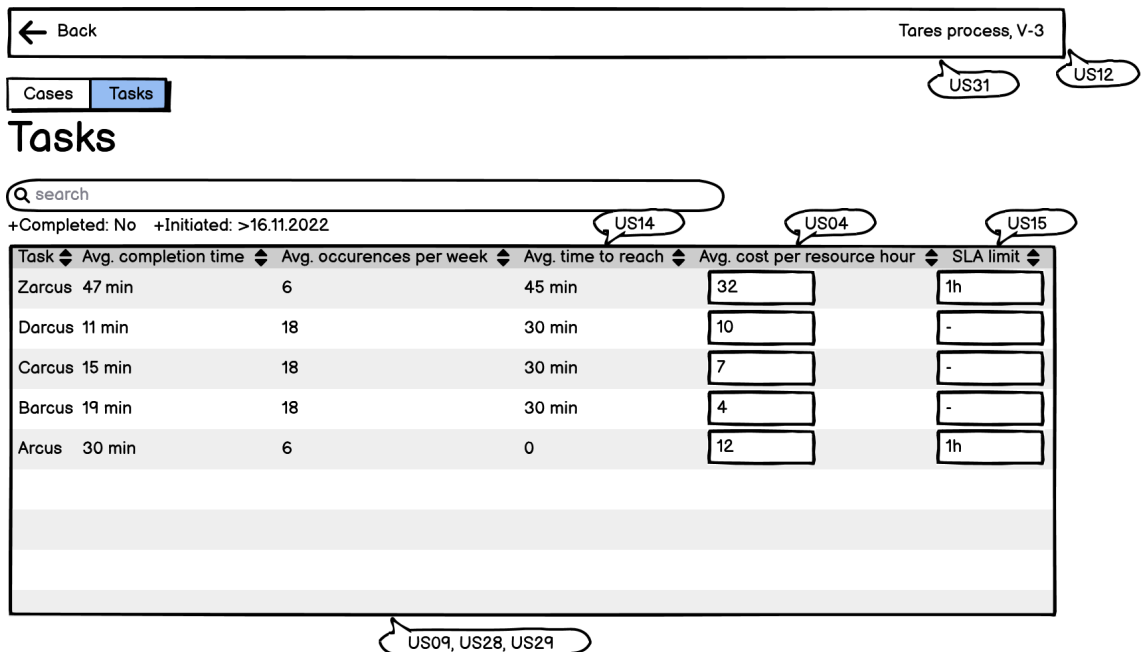 Back
Tares process, V-3
US31
US12
Cases
Tasks
Tasks
search
+Completed: No +Initiated: >16.11.2022
US14
US04
US15
Task Avg. completion time Avg. occurences per week Avg. time to reach Avg. cost per resource hour SLA limit
Zarcus 47 min 6 45 min 32 1h
Darcus 11 min 18 30 min 10 -
Carcus 15 min 18 30 min 7 -
Barcus 19 min 18 30 min 4 -
Arcus 30 min 6 0 12 1h
US09, US28, US29